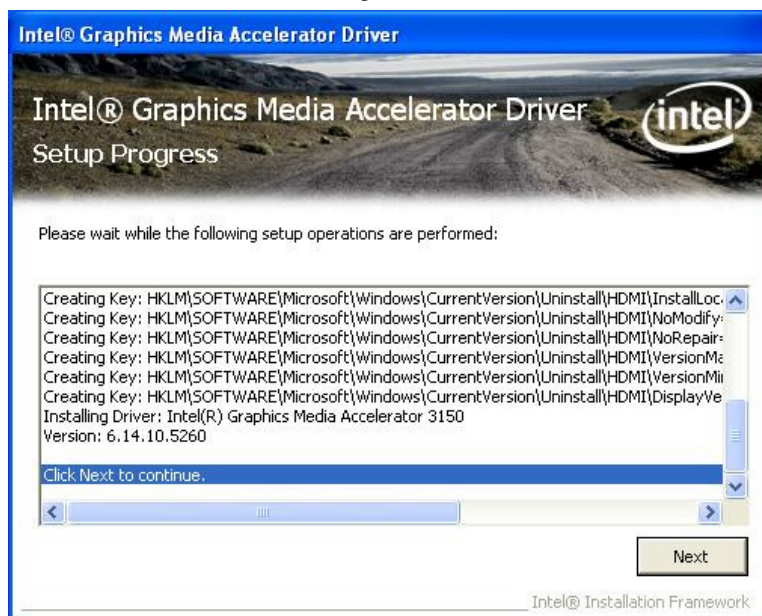 Intel® Graphics Media Accelerator Driver
Intel® Graphics Media Accelerator Driver
Setup Progress
intel
Please wait while the following setup operations are performed:
Creating Key: HKLM\SOFTWARE\Microsoft\Windows\CurrentVersion\Uninstall\HDMI\InstallLoc
Creating Key: HKLM\SOFTWARE\Microsoft\Windows\CurrentVersion\Uninstall\HDMI\NoModify=
Creating Key: HKLM\SOFTWARE\Microsoft\Windows\CurrentVersion\Uninstall\HDMI\NoRepair=
Creating Key: HKLM\SOFTWARE\Microsoft\Windows\CurrentVersion\Uninstall\HDMI\VersionMa
Creating Key: HKLM\SOFTWARE\Microsoft\Windows\CurrentVersion\Uninstall\HDMI\VersionMi
Creating Key: HKLM\SOFTWARE\Microsoft\Windows\CurrentVersion\Uninstall\HDMI\DisplayVe
Installing Driver: Intel(R) Graphics Media Accelerator 3150
Version: 6.14.10.5260
Click Next to continue.
Next
Intel® Installation Framework